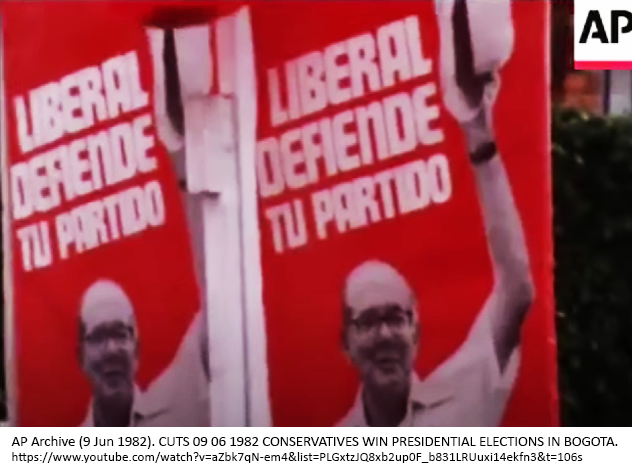 AP
LIBERAL
DEFIENDE
TU PARTIDO
LIBERAL
DEFIENDE
TU PARTIDO
AP Archive (9 Jun 1982). CUTS 09 06 1982 CONSERVATIVES WIN PRESIDENTIAL ELECTIONS IN BOGOTA.
https://www.youtube.com/watch?v=aZbk7qN-em4&list=PLGxtzJQ8xb2up0F_b831LRUuxi14ekfn3&t=106s